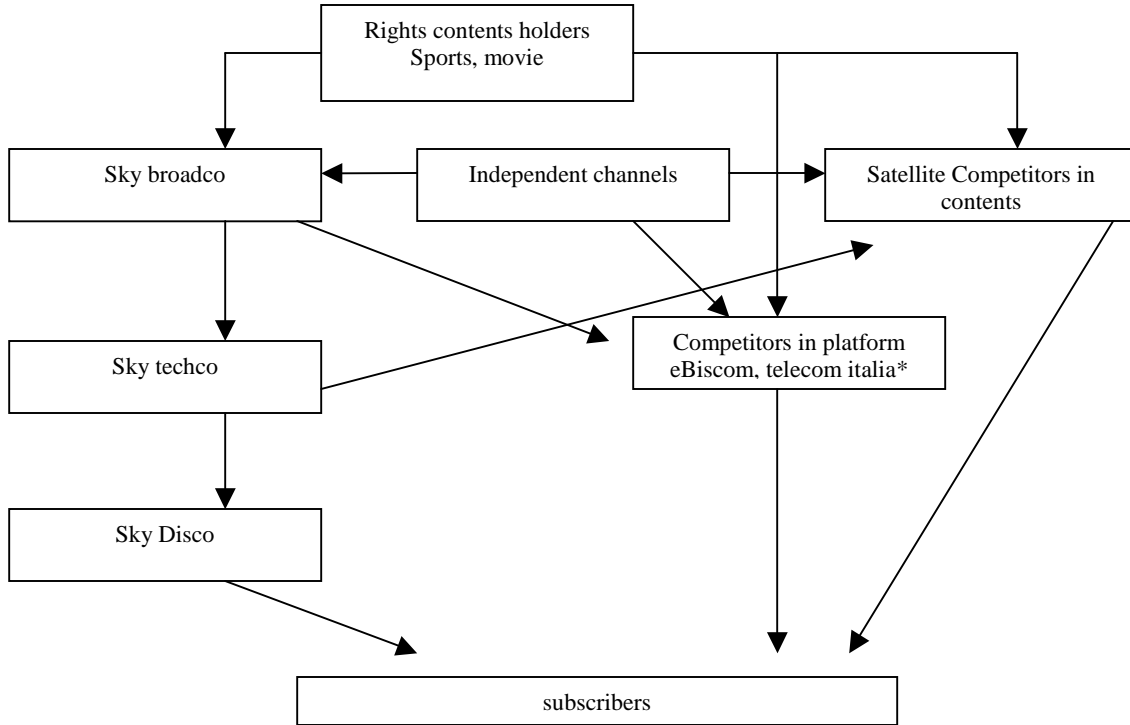 Rights contents holders
Sports, movie
Sky broadco
Independent channels
Satellite Competitors in
contents
Sky techco
Competitors in platform
eBiscom, telecom italia*
Sky Disco
subscribers